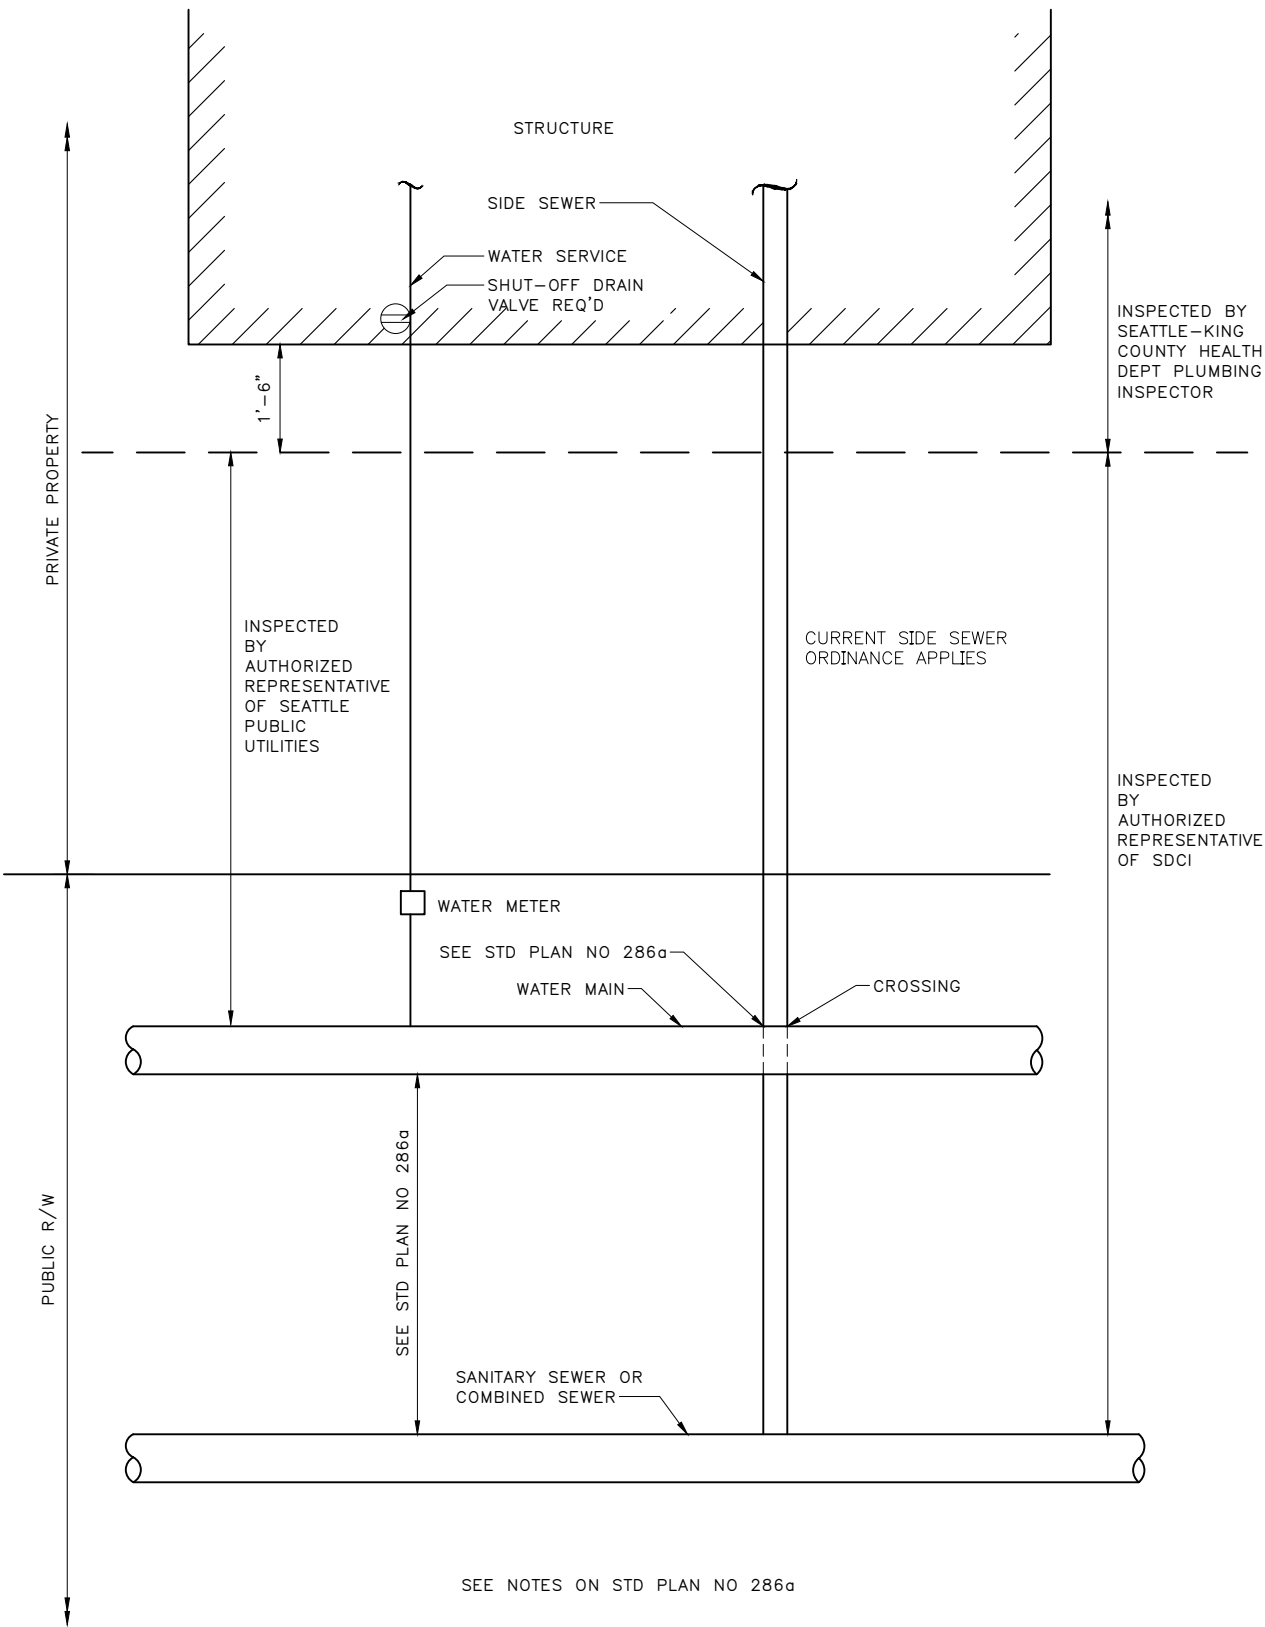 STRUCTURE
SIDE SEWER
WATER SERVICE
SHUT-OFF DRAIN
VALVE REQ'D
INSPECTED BY
SEATTLE-KING
COUNTY HEALTH
DEPT PLUMBING
INSPECTOR
1'-6"
PRIVATE PROPERTY
INSPECTED
BY
AUTHORIZED
REPRESENTATIVE
OF SEATTLE
PUBLIC
UTILITIES
CURRENT SIDE SEWER
ORDINANCE APPLIES
INSPECTED
BY
AUTHORIZED
REPRESENTATIVE
OF SDCI
WATER METER
SEE STD PLAN NO 286a
WATER MAIN
CROSSING
SEE STD PLAN NO 286a
PUBLIC R/W
SANITARY SEWER OR
COMBINED SEWER
SEE NOTES ON STD PLAN NO 286a